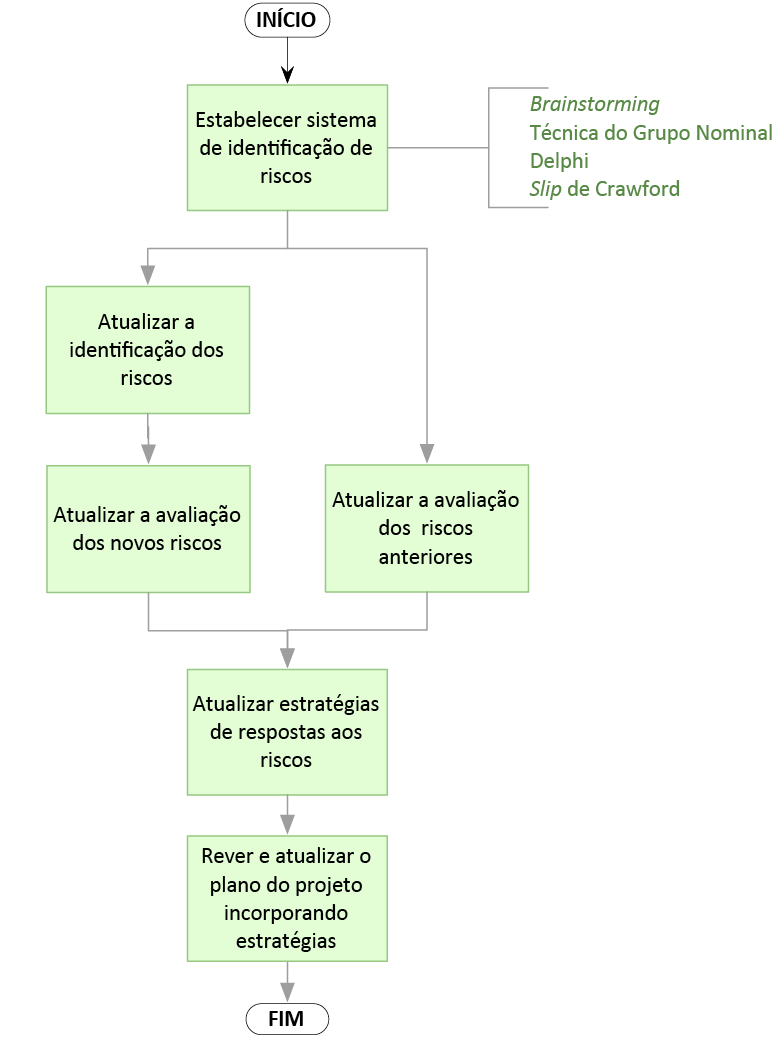 INÍCIO
Estabelecer sistema
de identificação de
riscos
Brainstorming
Técnica do Grupo Nominal
Delphi
Slip de Crawford
Atualizar a
identificação dos
riscos
Atualizar a avaliação
dos novos riscos
Atualizar a avaliação
dos riscos
anteriores
Atualizar estratégias
de respostas aos
riscos
Rever e atualizar o
plano do projeto
incorporando
estratégias
FIM